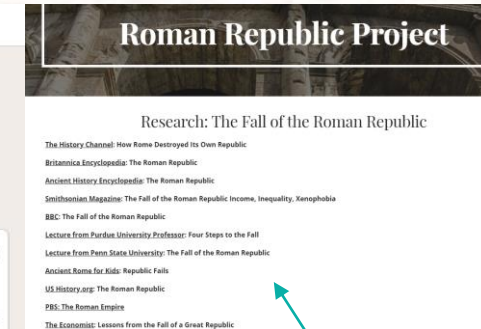 Roman Republic Project
Research: The Fall of the Roman Republic
The History Channel: How Rome Destroyed Its Own Republic
Britannica Encyclopedia: The Roman Republic
Ancient History Encyclopedia: The Roman Republic
Smithsonian Magazine: The Fall of the Roman Republic Income, Inequality, Xenophobia
BBC: The Fall of the Roman Republic
Lecture from Purdue University Professor: Four Steps to the Fall
Lecture from Penn State University: The Fall of the Roman Republic
Ancient Rome for Kids: Republic Fails
US History.org: The Roman Republic
PBS: The Roman Empire
The Economist: Lessons from the Fall of a Great Republic